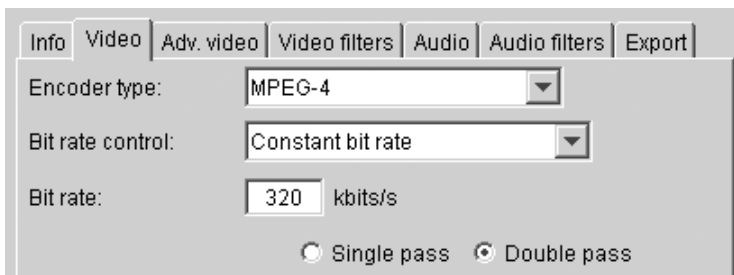 Info Video Adv. video Video filters Audio Audio filters Export
Encoder type: MPEG-4
Bit rate control: Constant bit rate
Bit rate: 320 kbits/s
Single pass Double pass